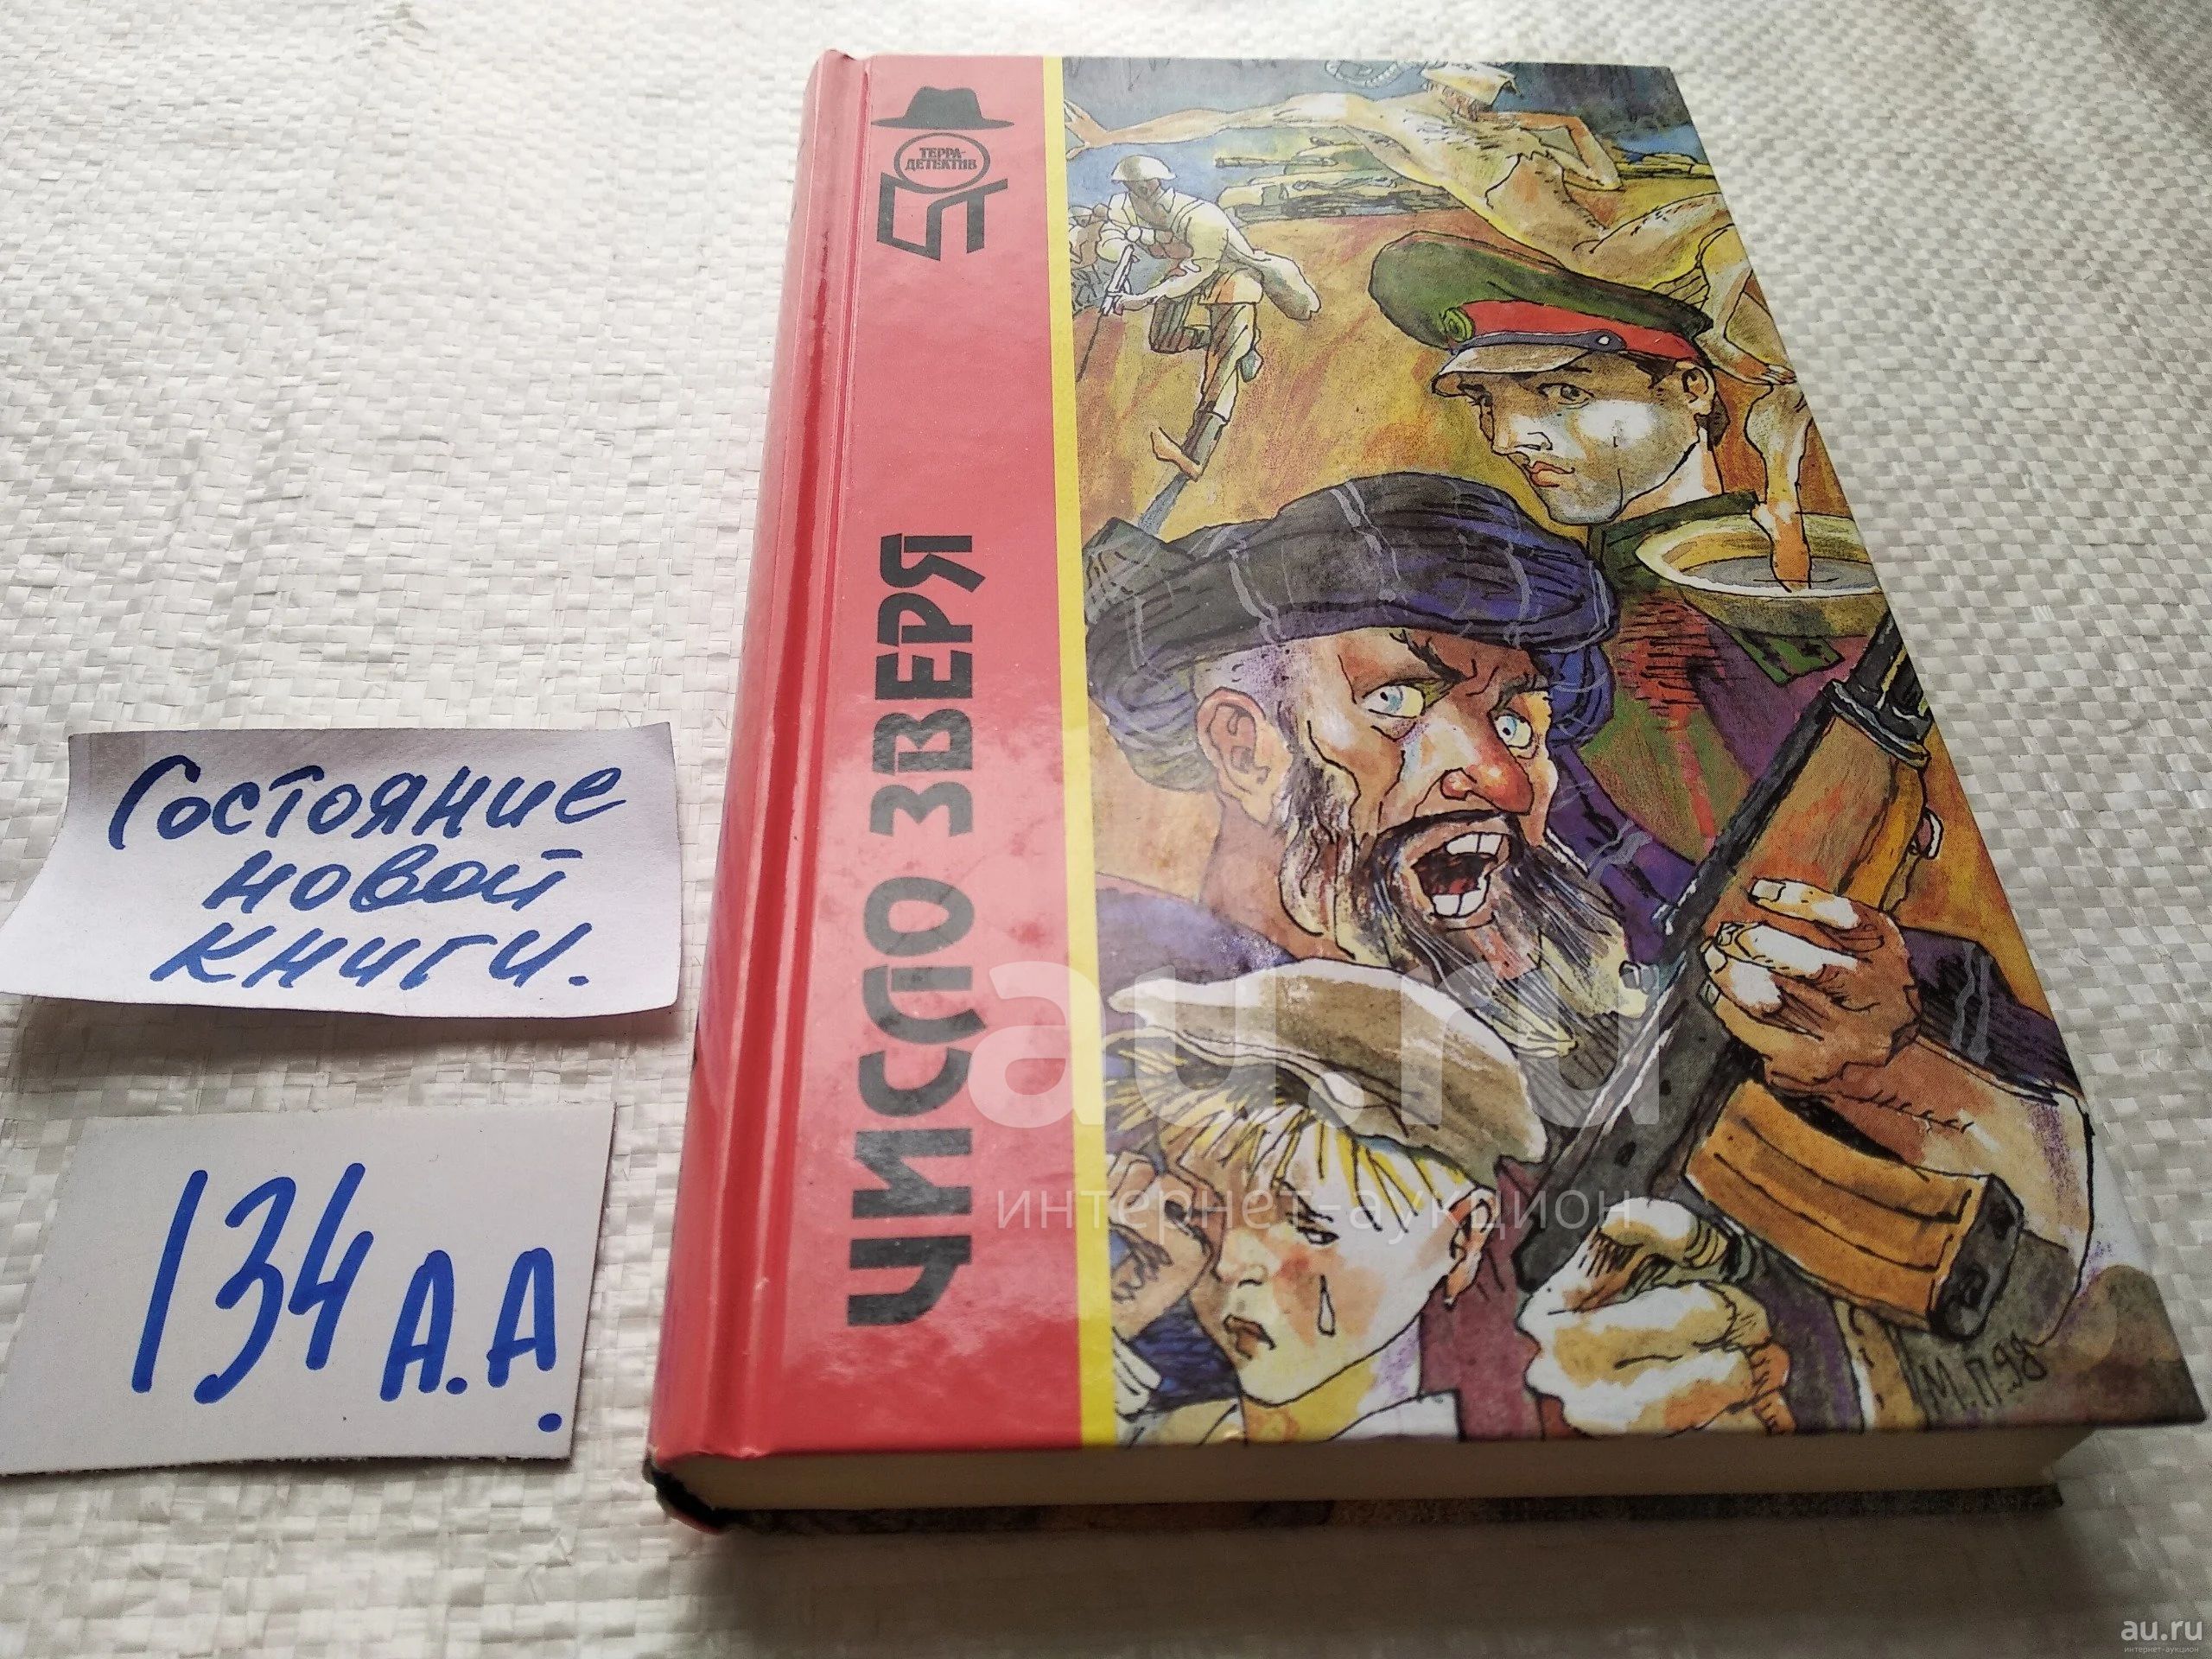 ТЕРРА-
ДЕТЕКТИВ
ЧИСЛО ЗВЕРЯ
Состояние
новой
книги.
134 А.А.
М.П.98
au.ru
интернет-аукцион
au.ru
интернет-аукцион